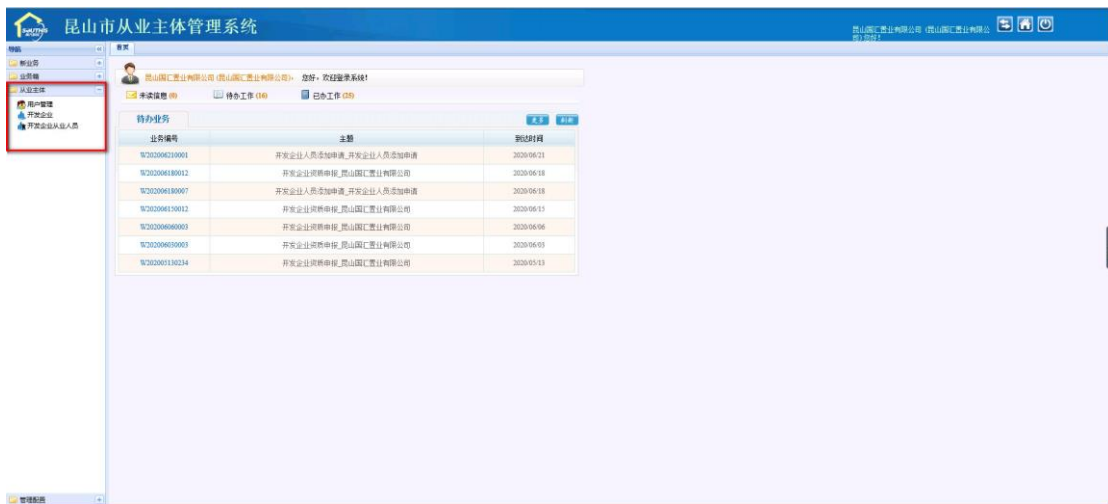 昆山市从业主体管理系统
昆山国汇置业有限公司 (昆山国汇置业有限公司) 您好!
导航
首页
新业务
业务箱
从业主体
用户管理
开发企业
开发企业从业人员
昆山国汇置业有限公司 (昆山国汇置业有限公司), 您好, 欢迎登录系统!
未读信息 (0) 待办工作 (16) 已办工作 (25)
待办业务 更多 刷新
业务编号 主题 到达时间
W202006210001 开发企业人员添加申请_开发企业人员添加申请 2020/06/21
W202006180012 开发企业资质申报_昆山国汇置业有限公司 2020/06/18
W202006180007 开发企业人员添加申请_开发企业人员添加申请 2020/06/18
W202006150012 开发企业资质申报_昆山国汇置业有限公司 2020/06/15
W202006060003 开发企业资质申报_昆山国汇置业有限公司 2020/06/06
W202006030003 开发企业资质申报_昆山国汇置业有限公司 2020/06/03
W202005130234 开发企业资质申报_昆山国汇置业有限公司 2020/05/13
管理配置